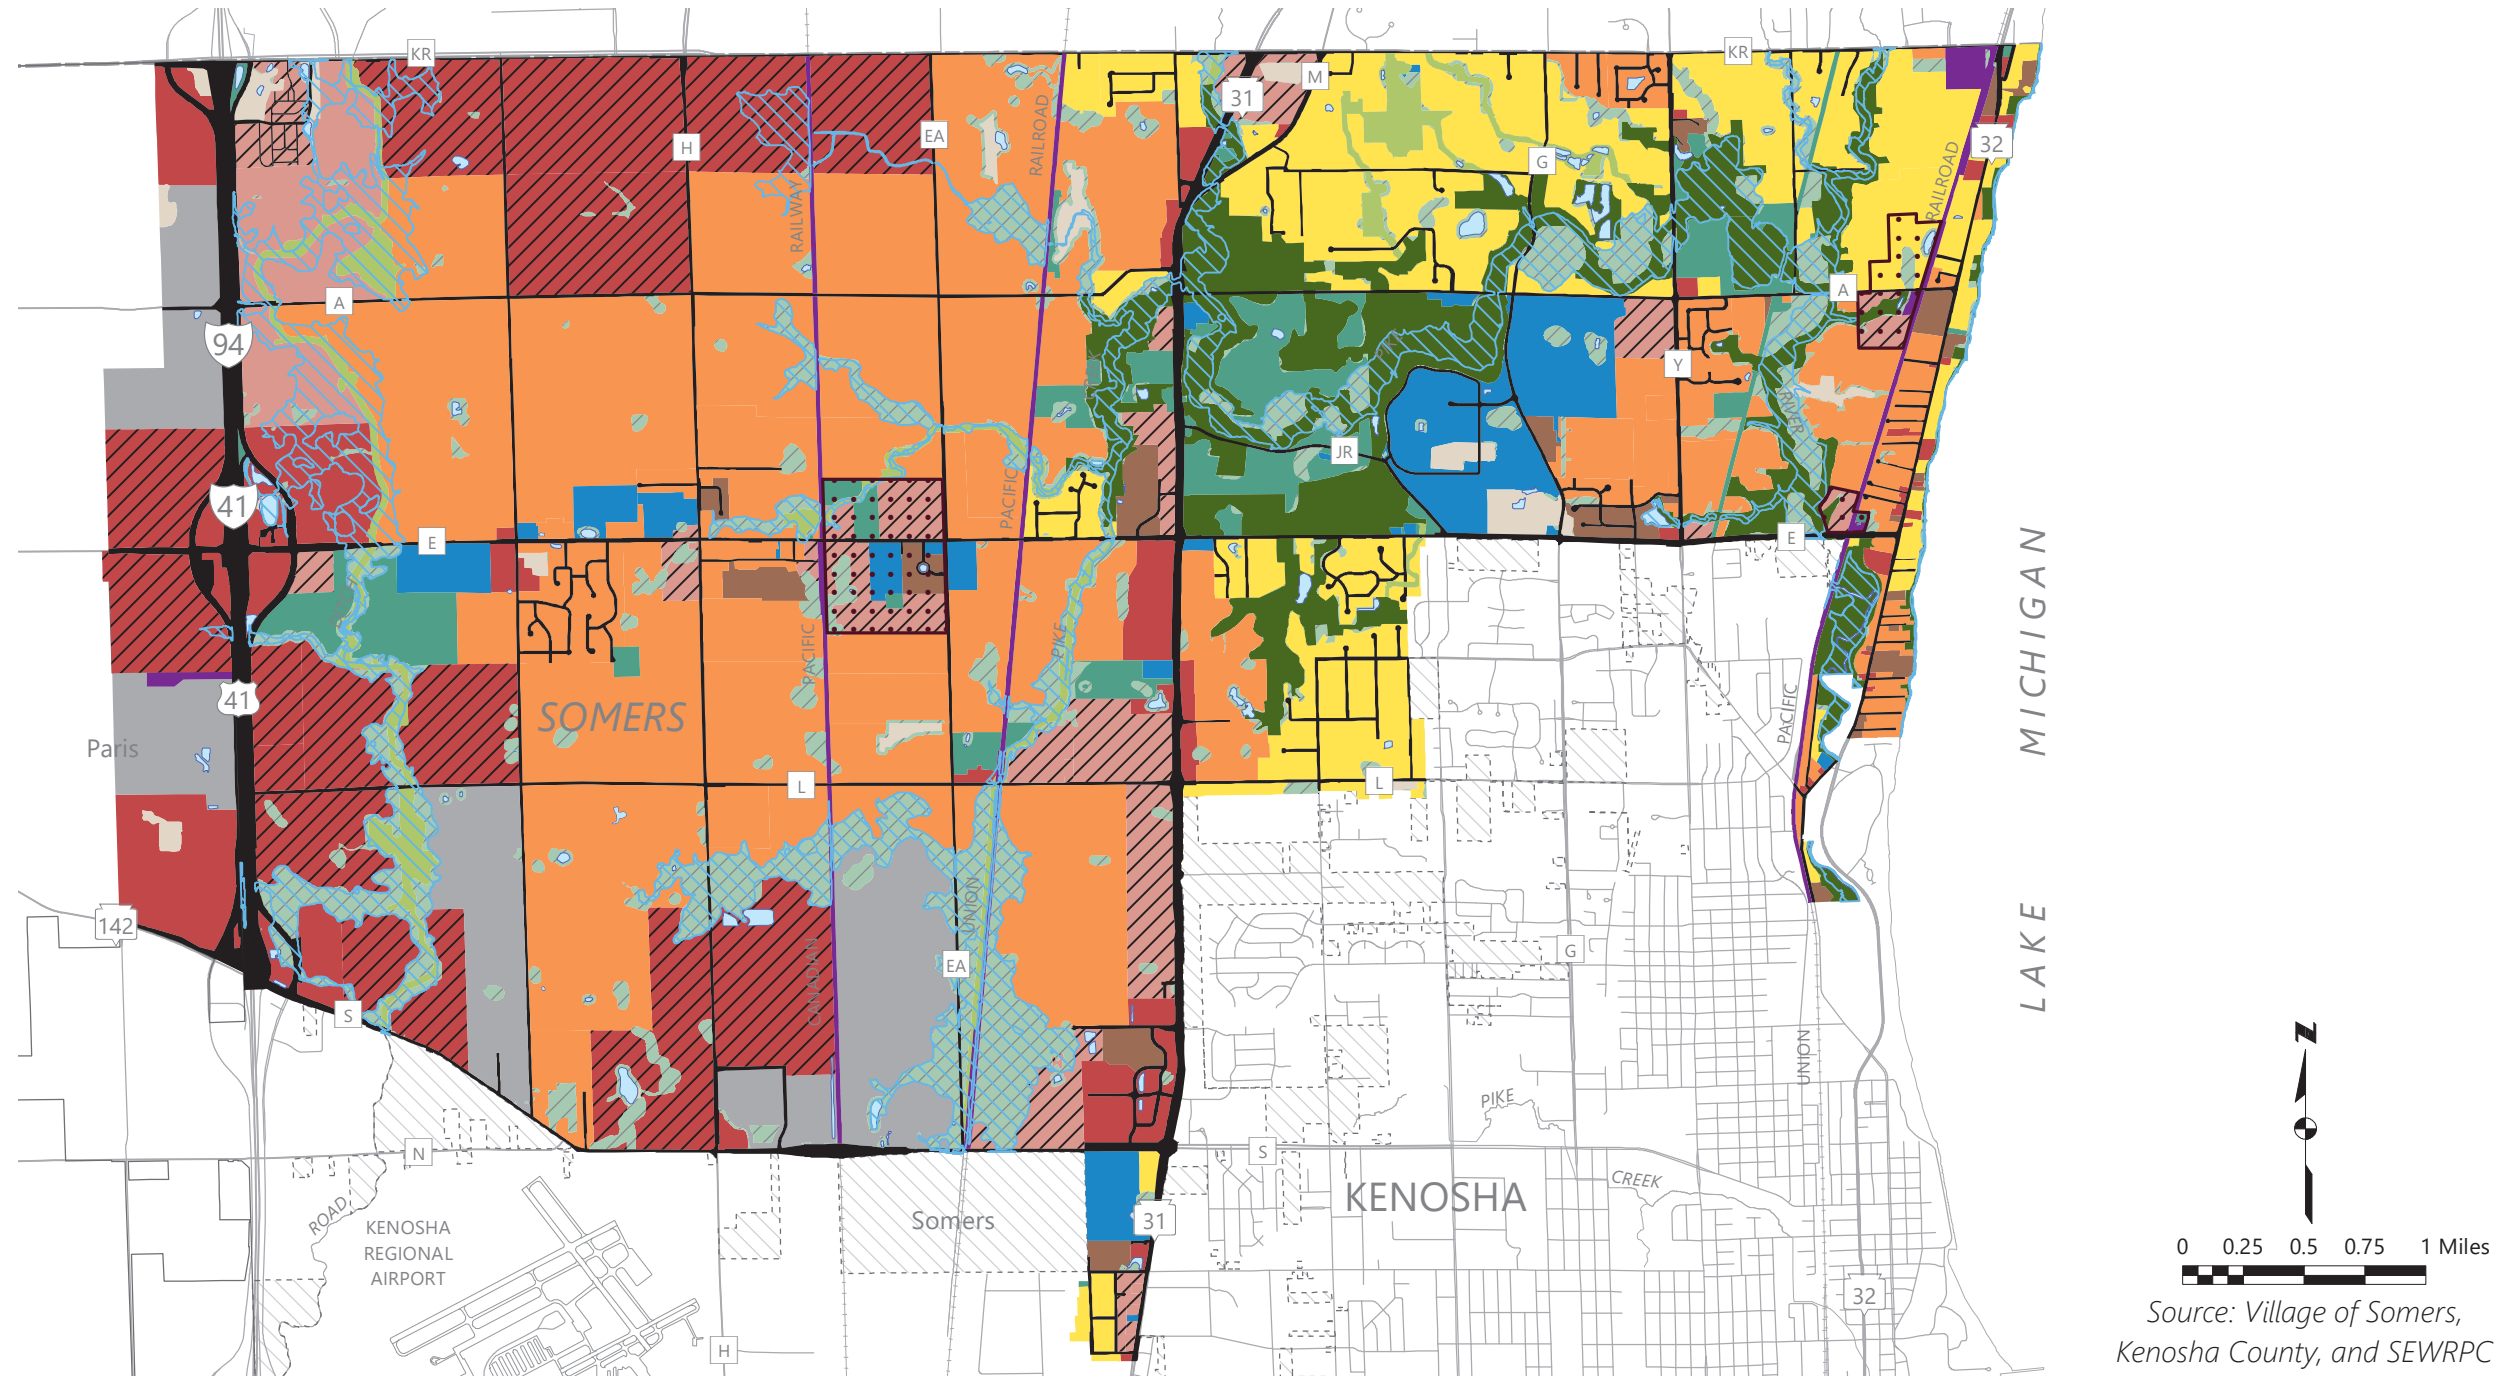 KR
M
KR
31
H
EA
RAILROAD
32
G
RAILROAD
RAILWAY
A
A
94
PIKE
Y
RIVER
JR
41
PACIFIC
E
E
MICHIGAN
PIKE
PACIFIC
41
SOMERS
PACIFIC
Paris
L
L
142
UNION
G
LAKE
CANADIAN
EA
S
UNION
N
PIKE
S
CREEK
KENOSHA
ROAD
KENOSHA
REGIONAL
AIRPORT
Somers
31
32
H
N
0 0.25 0.5 0.75 1 Miles
Source: Village of Somers,
Kenosha County, and SEWRPC